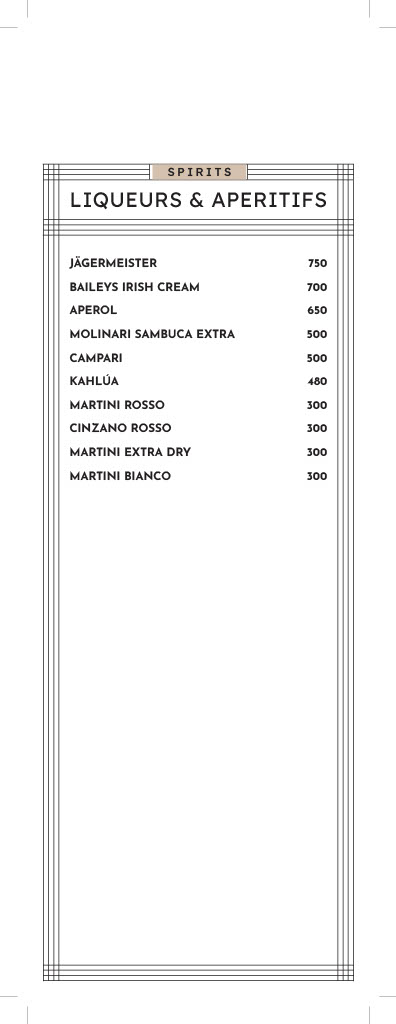 SPIRITS
LIQUEURS & APERITIFS
JÄGERMEISTER 750
BAILEYS IRISH CREAM 700
APEROL 650
MOLINARI SAMBUCA EXTRA 500
CAMPARI 500
KAHLÚA 480
MARTINI ROSSO 300
CINZANO ROSSO 300
MARTINI EXTRA DRY 300
MARTINI BIANCO 300